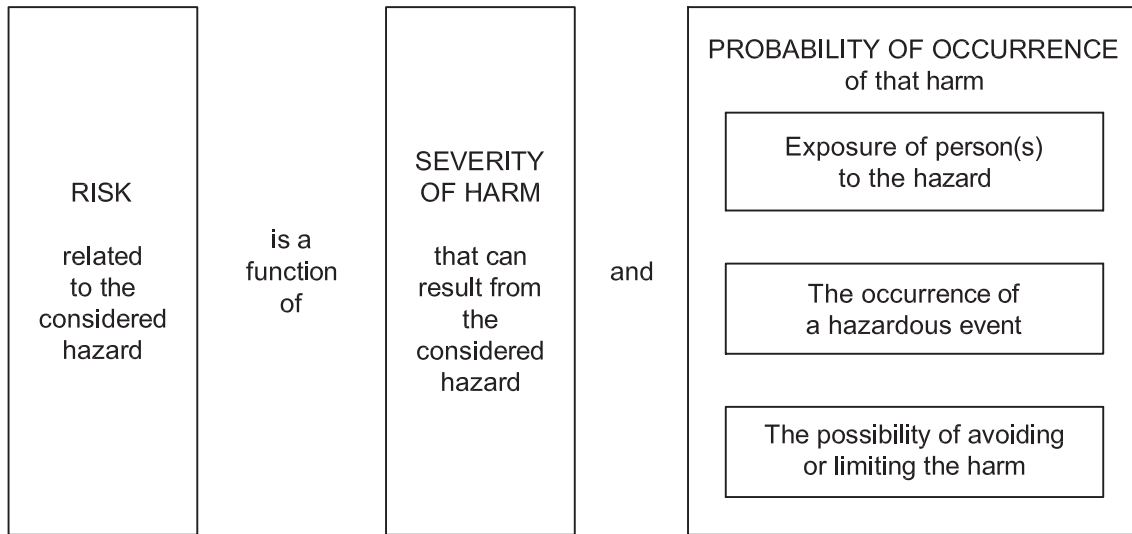 RISK
related
to the
considered
hazard
is a
function
of
SEVERITY
OF HARM
that can
result from
the
considered
hazard
and
PROBABILITY OF OCCURRENCE
of that harm
Exposure of person(s)
to the hazard
The occurrence of
a hazardous event
The possibility of avoiding
or limiting the harm